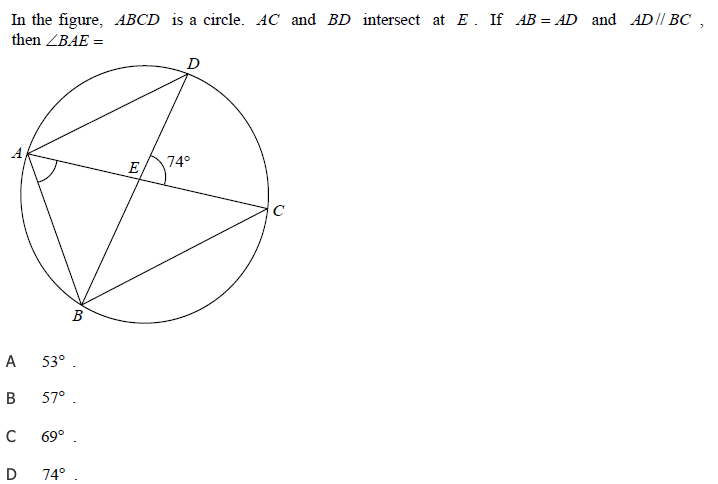 In the figure, ABCD is a circle. AC and BD intersect at E . If AB = AD and AD // BC ,
then ∠BAE =
D
A
E
74°
C
B
A 53° .
B 57° .
C 69° .
D 74° .